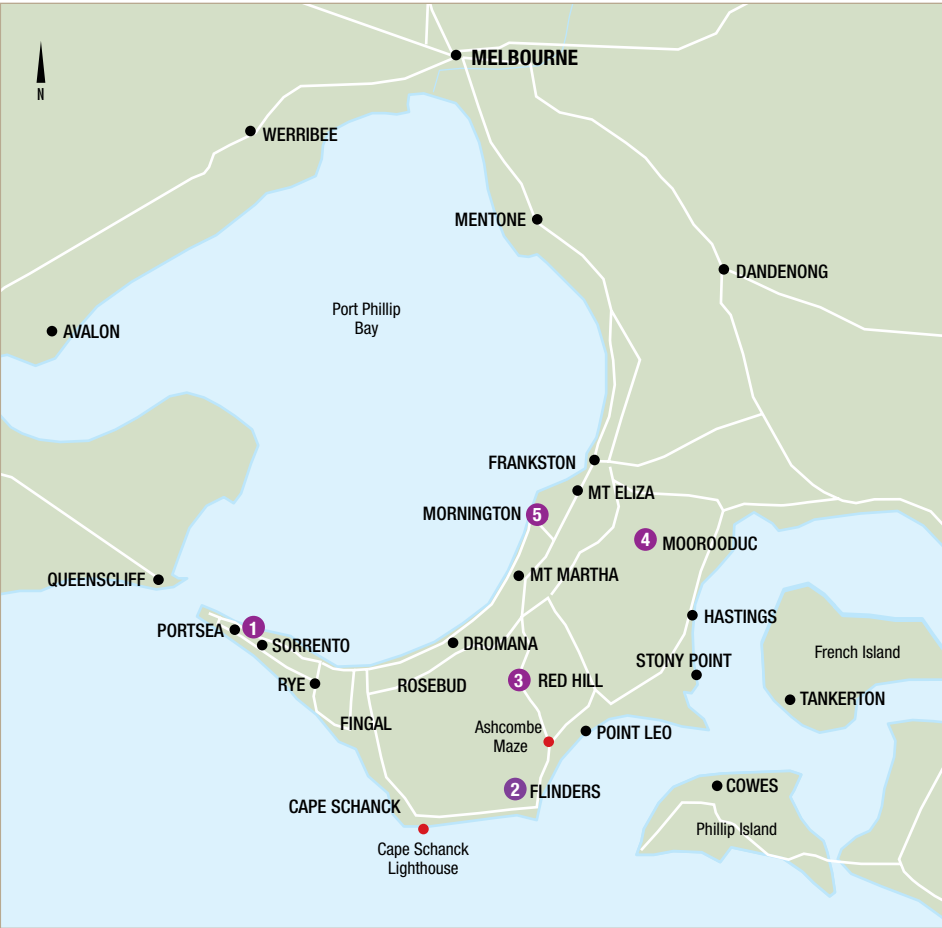 MELBOURNE
N
WERRIBEE
MENTONE
DANDENONG
Port Phillip
Bay
AVALON
FRANKSTON
MT ELIZA
MORNINGTON 5
4 MOOROODUC
QUEENSCLIFF
MT MARTHA
HASTINGS
PORTSEA 1
SORRENTO
DROMANA
STONY POINT
French Island
RYE
ROSEBUD
3 RED HILL
TANKERTON
FINGAL
Ashcombe
Maze
POINT LEO
2 FLINDERS
COWES
CAPE SCHANCK
Phillip Island
Cape Schanck
Lighthouse